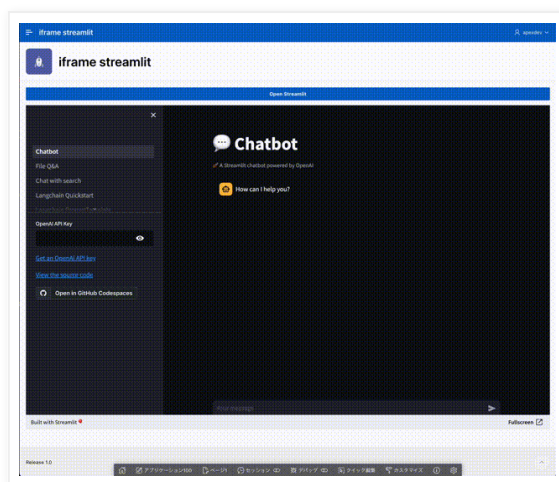 iframe streamlit
apexdev
iframe streamlit
Open Streamlit
Chatbot
File Q&A
Chat with search
Langchain Quickstart
OpenAI API Key
Get an OpenAI API key
View the source code
Open in GitHub Codespaces
Chatbot
A Streamlit chatbot powered by OpenAI
How can I help you?
Your message
Built with Streamlit
Fullscreen
Release 1.0
アプリケーション100
ページ1
セッション
デバッグ
クイック編集
カスタマイズ